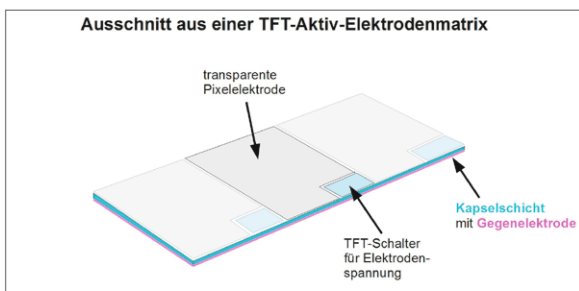 Ausschnitt aus einer TFT-Aktiv-Elektrodenmatrix
transparente
Pixelelektrode
Kapselschicht
mit Gegenelektrode
TFT-Schalter
für Elektroden-
spannung